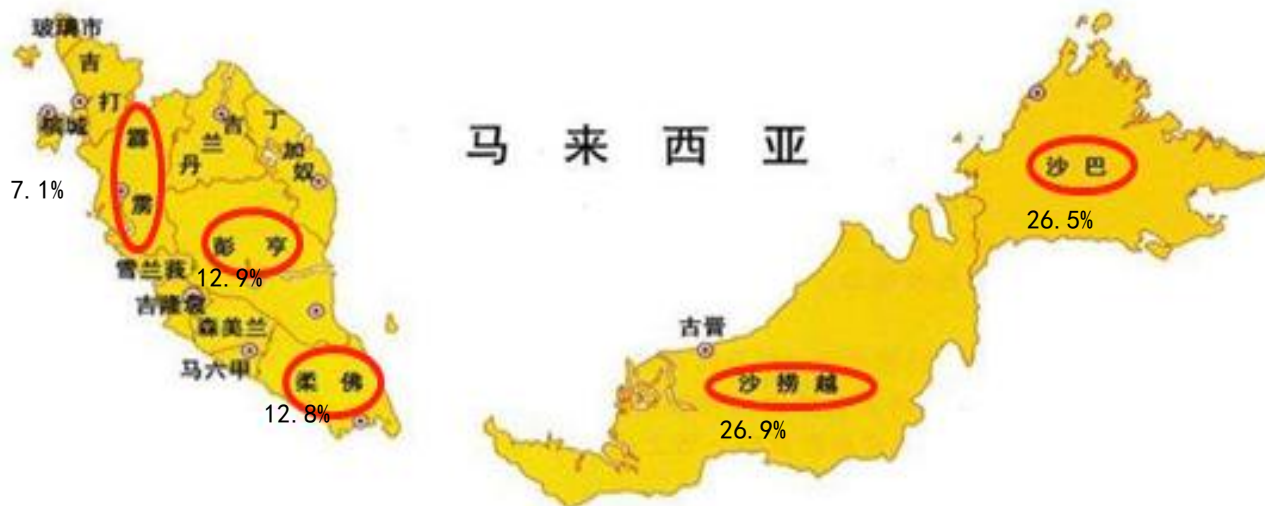 玻璃市
吉
打
槟城
霹
雳
7.1%
吉
兰
丹
丁
加
奴
彭亨
12.9%
雪兰莪
吉隆坡
森美兰
马六甲
柔佛
12.8%
马来西亚
沙巴
26.5%
古晋
沙捞越
26.9%